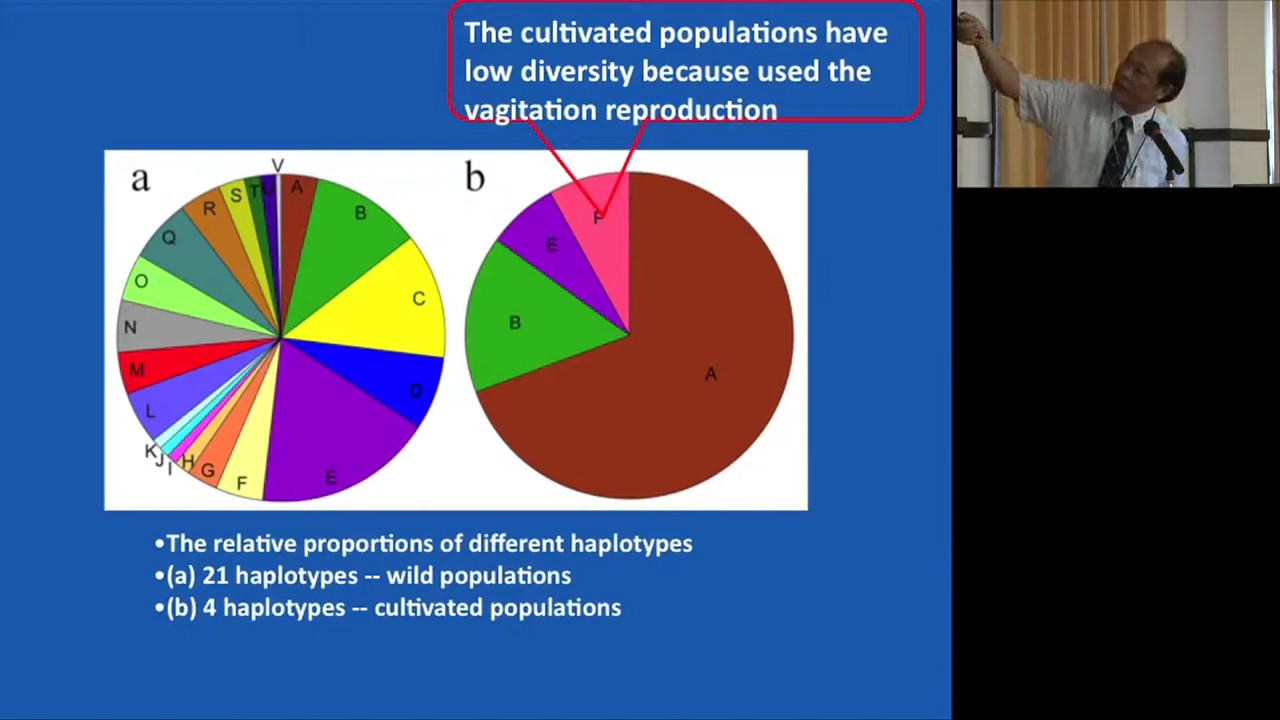 The cultivated populations have
low diversity because used the
vagitation reproduction
a
V
A
B
C
D
E
F
G
H
I
J
K
L
M
N
O
Q
R
S
T
U
b
P
E
B
A
•The relative proportions of different haplotypes
•(a) 21 haplotypes -- wild populations
•(b) 4 haplotypes -- cultivated populations